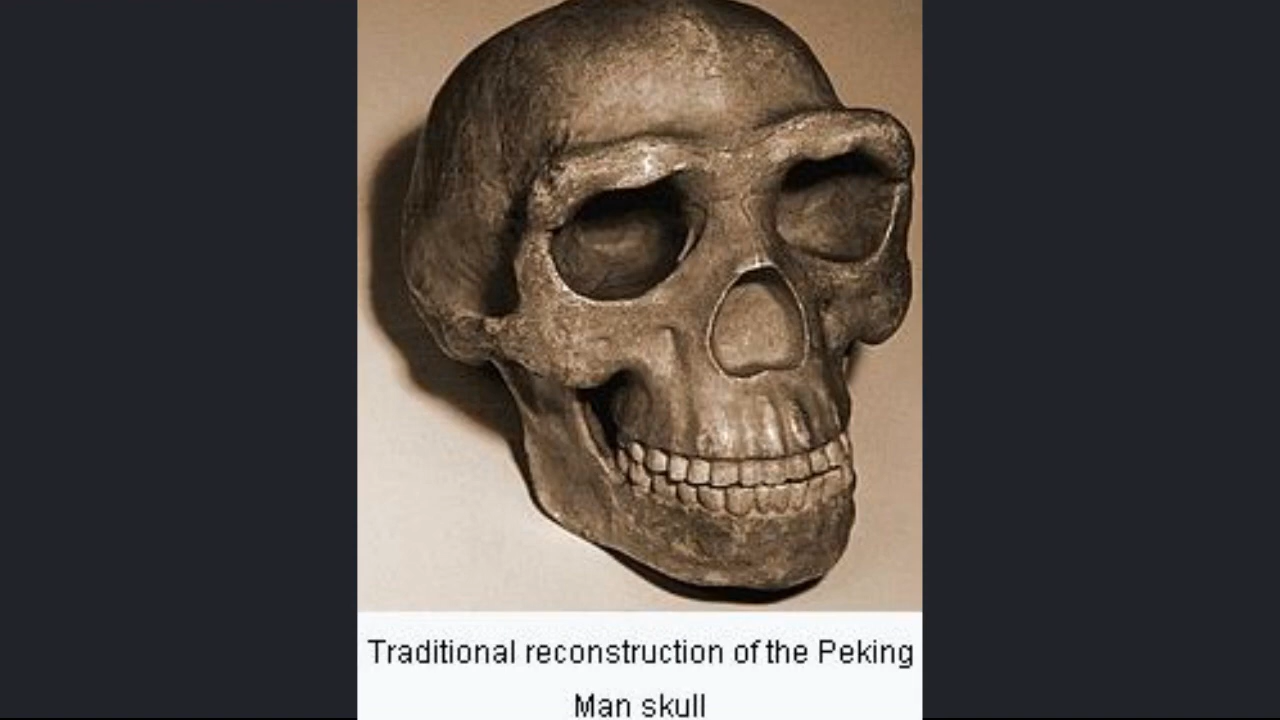 Traditional reconstruction of the Peking
Man skull